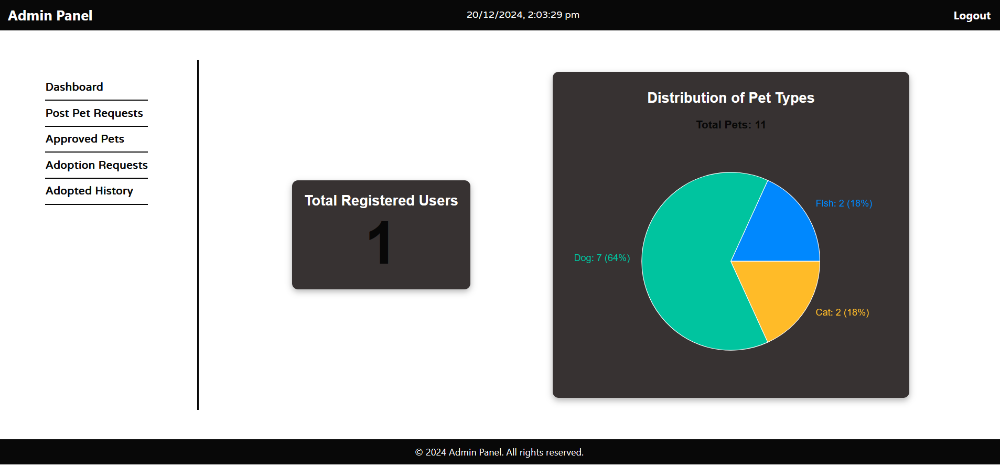 Admin Panel
20/12/2024, 2:03:29 pm
Logout
Dashboard
Post Pet Requests
Approved Pets
Adoption Requests
Adopted History
Total Registered Users
1
Distribution of Pet Types
Total Pets: 11
Fish: 2 (18%)
Dog: 7 (64%)
Cat: 2 (18%)
© 2024 Admin Panel. All rights reserved.